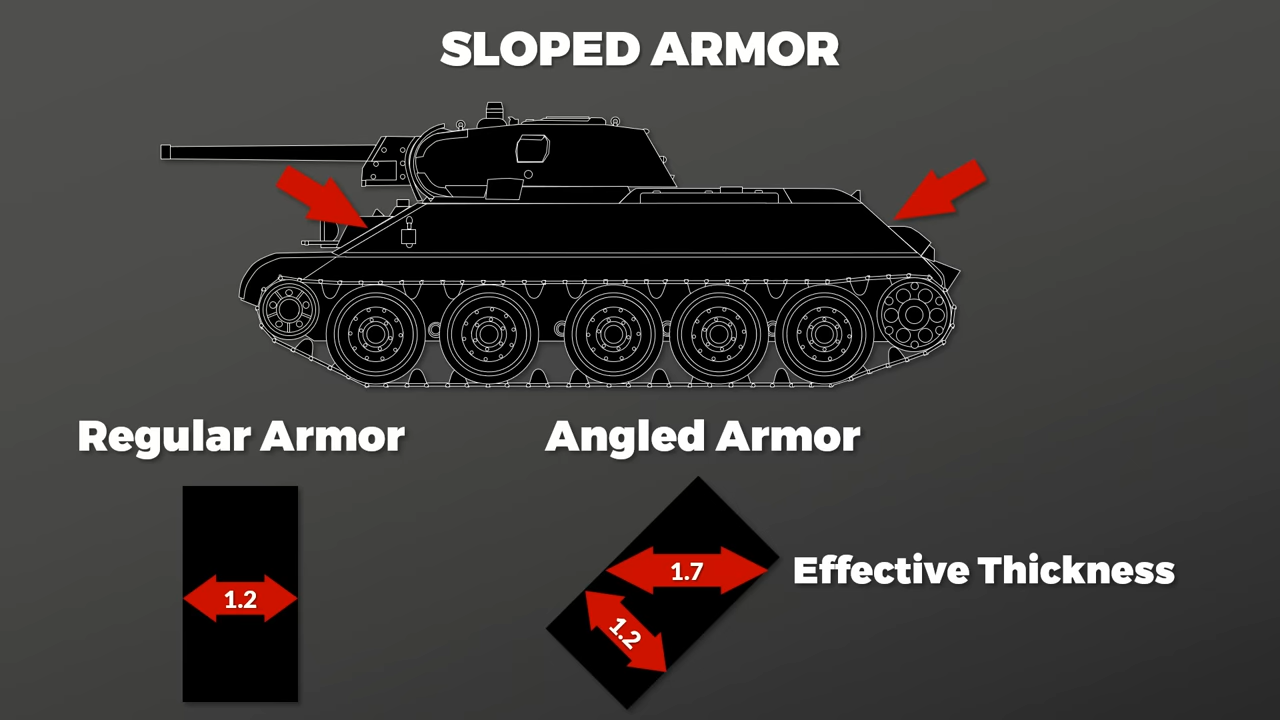 SLOPED ARMOR
Regular Armor
Angled Armor
1.2
1.7
Effective Thickness
1.2